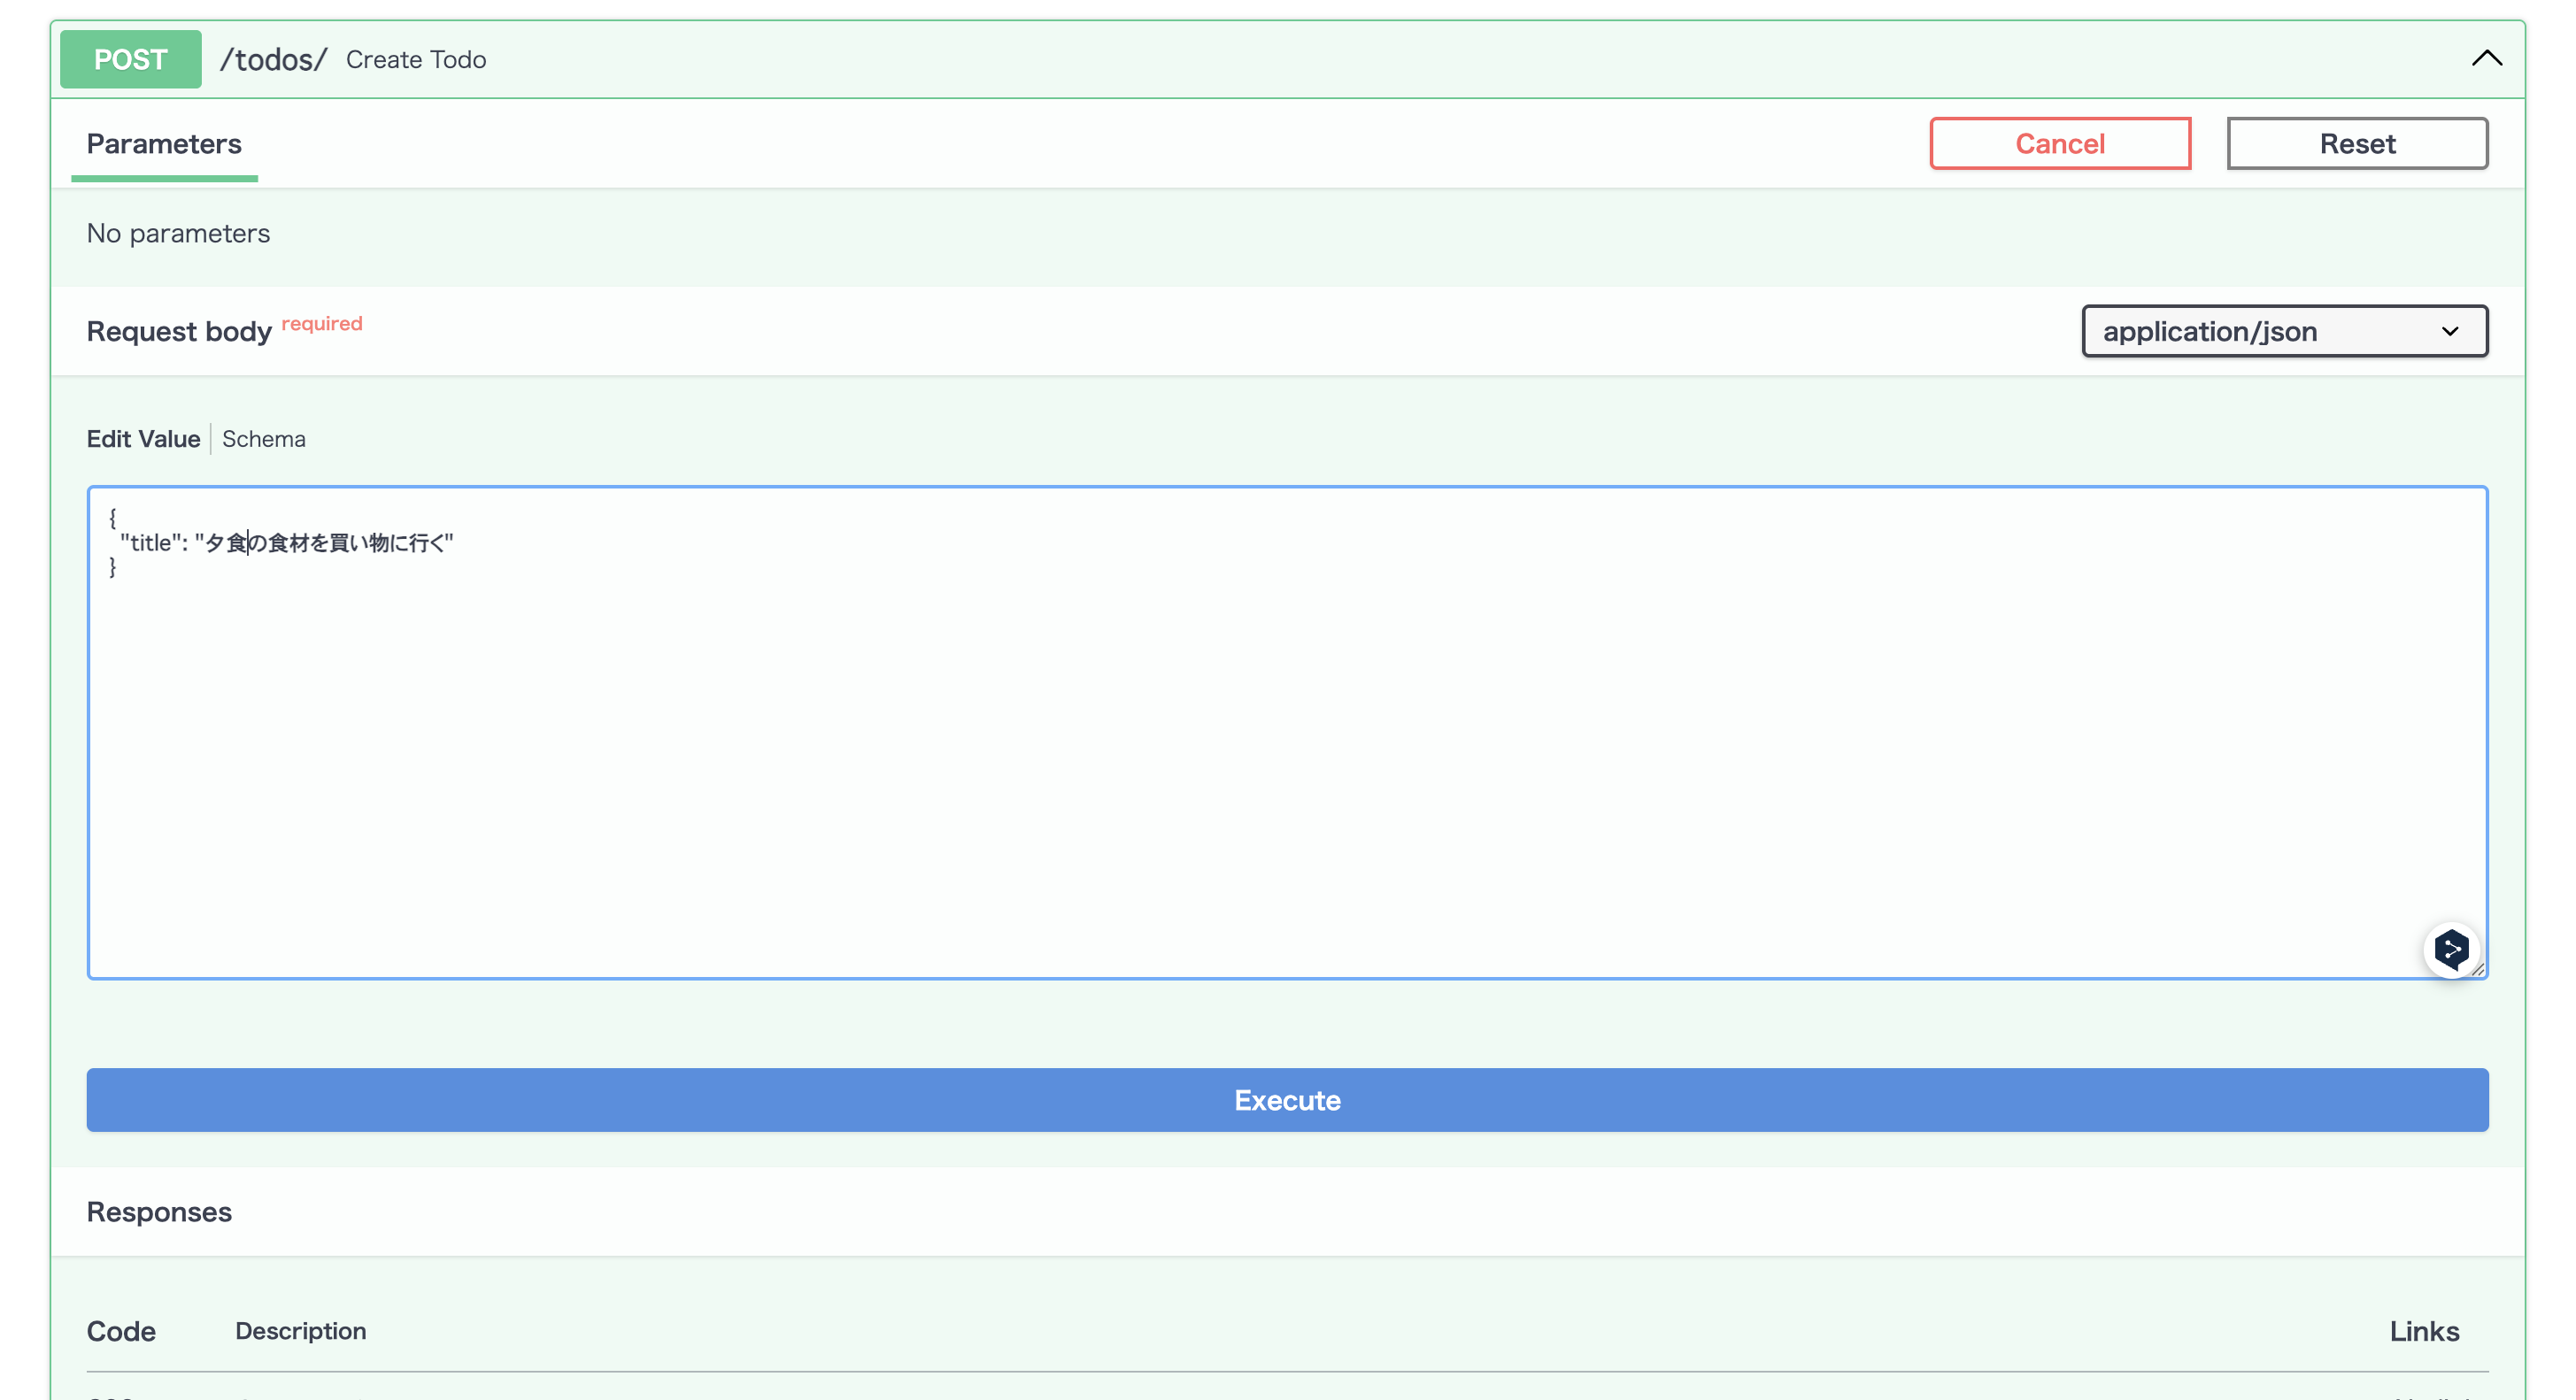 POST /todos/ Create Todo
Parameters
Cancel
Reset
No parameters
Request body required
application/json
Edit Value | Schema
{
  "title": "夕食の食材を買い物に行く"
}
Execute
Responses
Code Description Links